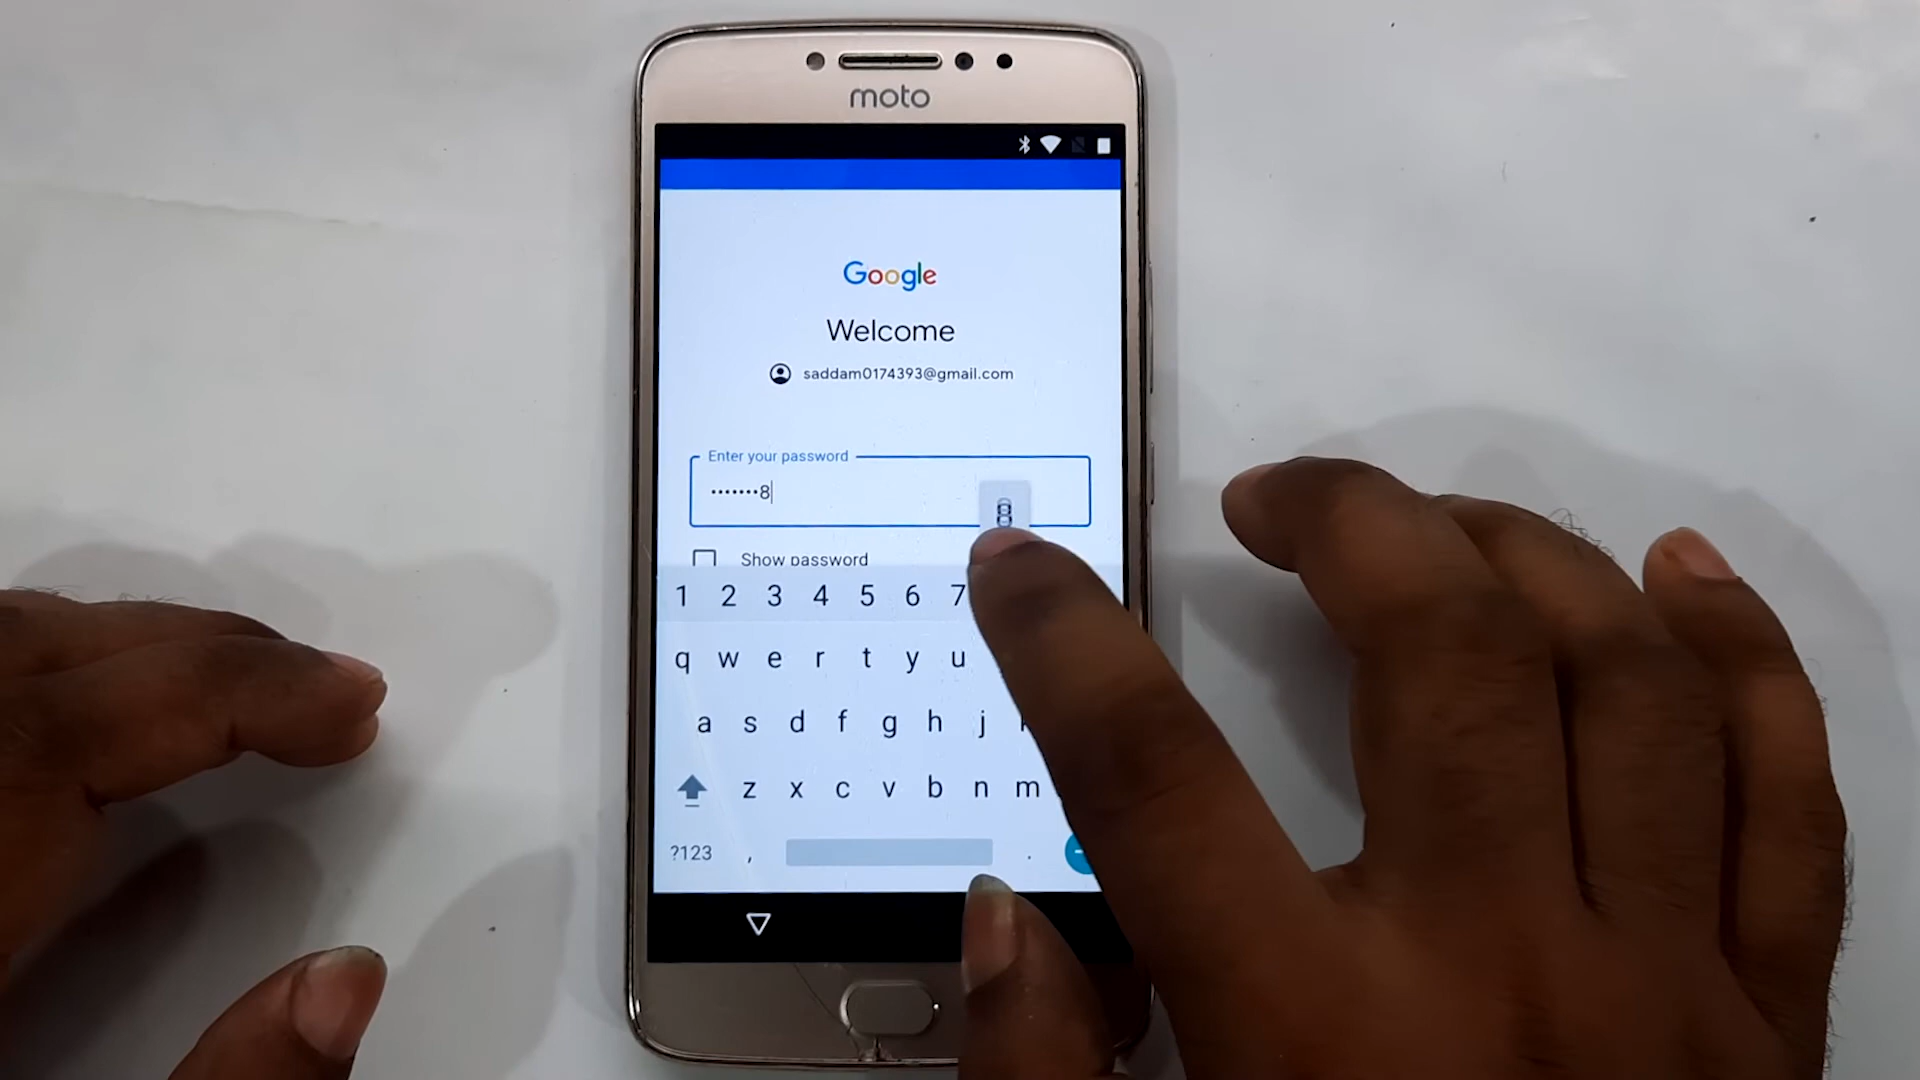 moto
Google
Welcome
saddam0174393@gmail.com
Enter your password
•••••••8
8
Show password
1 2 3 4 5 6 7
q w e r t y u
a s d f g h j
z x c v b n m
?123 , .